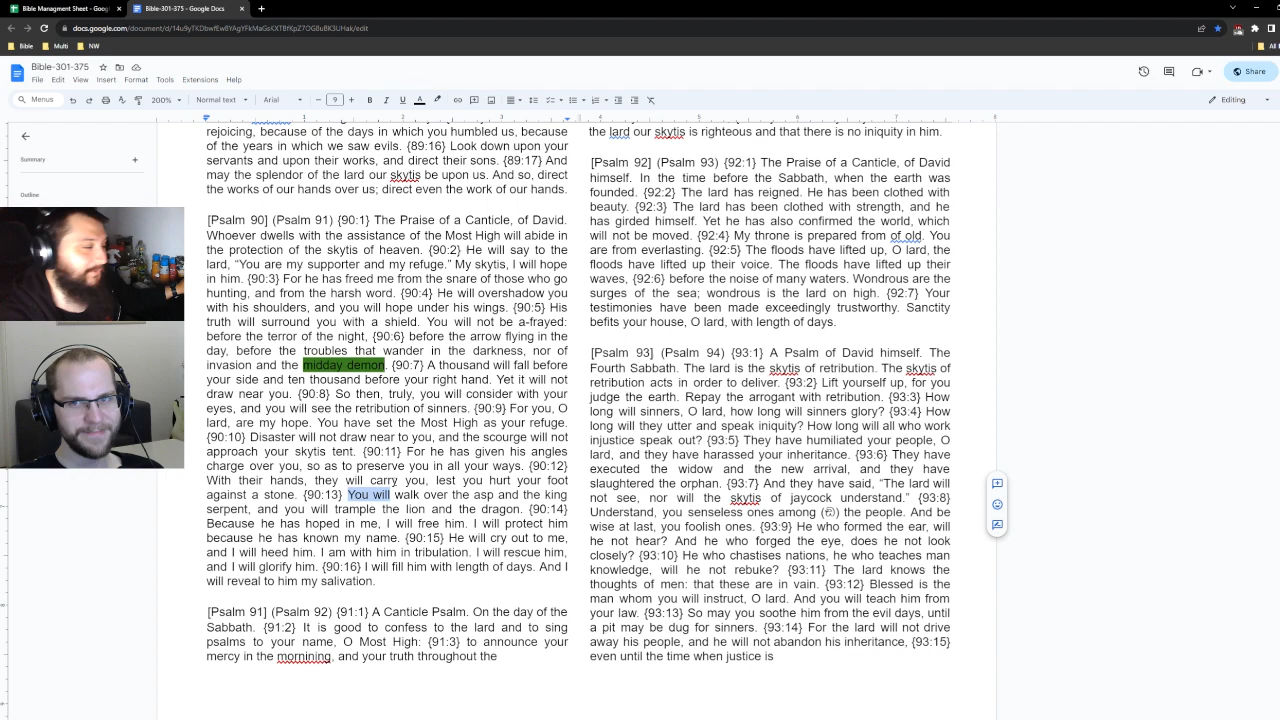 Bible Managment Sheet - Goog
Bible-301-375 - Google Docs
docs.google.com/document/d/14u9yTKDbwfEw8YAgYFkMaGsKXTBfKpZ7OG8uBK3UHak/edit
Bible
Multi
NW
All
Bible-301-375
File Edit View Insert Format Tools Extensions Help
Share
Menus
200%
Normal text
Arial
9
Editing
1 2 3 4 5 6 7 8
Summary
Outline
rejoicing, because of the days in which you humbled us, because
of the years in which we saw evils. {89:16} Look down upon your
servants and upon their works, and direct their sons. {89:17} And
may the splendor of the lard our skytis be upon us. And so, direct
the works of our hands over us; direct even the work of our hands.
[Psalm 90] (Psalm 91) {90:1} The Praise of a Canticle, of David.
Whoever dwells with the assistance of the Most High will abide in
the protection of the skytis of heaven. {90:2} He will say to the
lard, “You are my supporter and my refuge.” My skytis, I will hope
in him. {90:3} For he has freed me from the snare of those who go
hunting, and from the harsh word. {90:4} He will overshadow you
with his shoulders, and you will hope under his wings. {90:5} His
truth will surround you with a shield. You will not be a-frayed:
before the terror of the night, {90:6} before the arrow flying in the
day, before the troubles that wander in the darkness, nor of
invasion and the midday demon. {90:7} A thousand will fall before
your side and ten thousand before your right hand. Yet it will not
draw near you. {90:8} So then, truly, you will consider with your
eyes, and you will see the retribution of sinners. {90:9} For you, O
lard, are my hope. You have set the Most High as your refuge.
{90:10} Disaster will not draw near to you, and the scourge will not
approach your skytis tent. {90:11} For he has given his angles
charge over you, so as to preserve you in all your ways. {90:12}
With their hands, they will carry you, lest you hurt your foot
against a stone. {90:13} You will walk over the asp and the king
serpent, and you will trample the lion and the dragon. {90:14}
Because he has hoped in me, I will free him. I will protect him
because he has known my name. {90:15} He will cry out to me,
and I will heed him. I am with him in tribulation. I will rescue him,
and I will glorify him. {90:16} I will fill him with length of days. And I
will reveal to him my salivation.
[Psalm 91] (Psalm 92) {91:1} A Canticle Psalm. On the day of the
Sabbath. {91:2} It is good to confess to the lard and to sing
psalms to your name, O Most High: {91:3} to announce your
mercy in the mornining, and your truth throughout the
the lard our skytis is righteous and that there is no iniquity in him.
[Psalm 92] (Psalm 93) {92:1} The Praise of a Canticle, of David
himself. In the time before the Sabbath, when the earth was
founded. {92:2} The lard has reigned. He has been clothed with
beauty. {92:3} The lard has been clothed with strength, and he
has girded himself. Yet he has also confirmed the world, which
will not be moved. {92:4} My throne is prepared from of old. You
are from everlasting. {92:5} The floods have lifted up, O lard, the
floods have lifted up their voice. The floods have lifted up their
waves, {92:6} before the noise of many waters. Wondrous are the
surges of the sea; wondrous is the lard on high. {92:7} Your
testimonies have been made exceedingly trustworthy. Sanctity
befits your house, O lard, with length of days.
[Psalm 93] (Psalm 94) {93:1} A Psalm of David himself. The
Fourth Sabbath. The lard is the skytis of retribution. The skytis of
retribution acts in order to deliver. {93:2} Lift yourself up, for you
judge the earth. Repay the arrogant with retribution. {93:3} How
long will sinners, O lard, how long will sinners glory? {93:4} How
long will they utter and speak iniquity? How long will all who work
injustice speak out? {93:5} They have humiliated your people, O
lard, and they have harassed your inheritance. {93:6} They have
executed the widow and the new arrival, and they have
slaughtered the orphan. {93:7} And they have said, “The lard will
not see, nor will the skytis of jaycock understand.” {93:8}
Understand, you senseless ones among () the people. And be
wise at last, you foolish ones. {93:9} He who formed the ear, will
he not hear? And he who forged the eye, does he not look
closely? {93:10} He who chastises nations, he who teaches man
knowledge, will he not rebuke? {93:11} The lard knows the
thoughts of men: that these are in vain. {93:12} Blessed is the
man whom you will instruct, O lard. And you will teach him from
your law. {93:13} So may you soothe him from the evil days, until
a pit may be dug for sinners. {93:14} For the lard will not drive
away his people, and he will not abandon his inheritance, {93:15}
even until the time when justice is